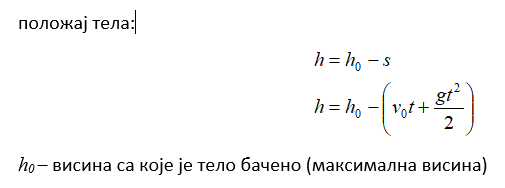 положај тела:
h = h₀ − s
h = h₀ − (v₀t + gt²/2)
h₀ – висина са које је тело бачено (максимална висина)